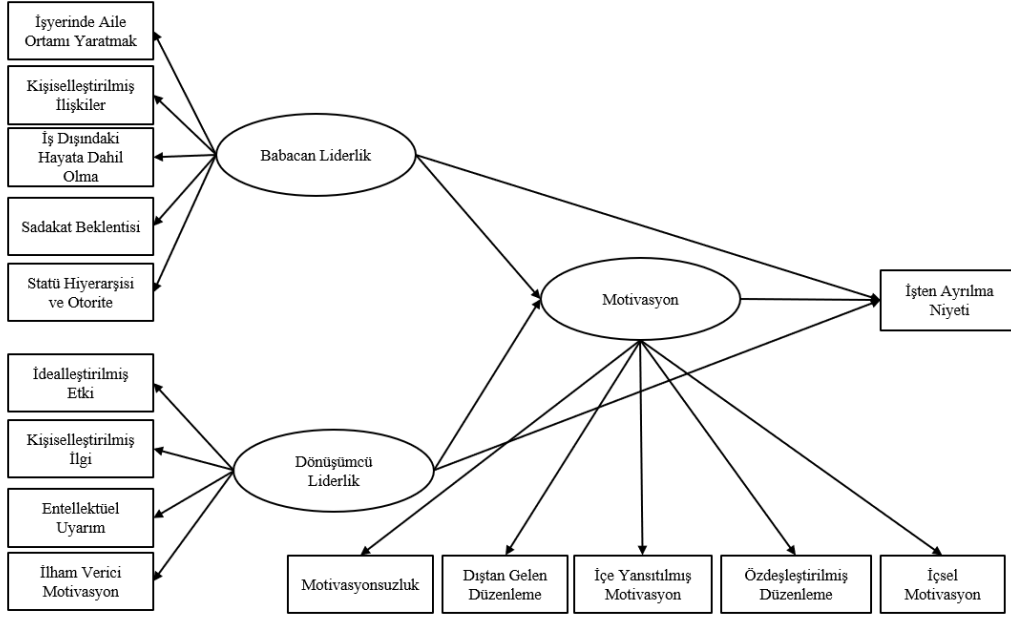 İşyerinde Aile
Ortamı Yaratmak
Kişiselleştirilmiş
İlişkiler
İş Dışındaki
Hayata Dahil
Olma
Sadakat Beklentisi
Statü Hiyerarşisi
ve Otorite
Babacan Liderlik
Motivasyon
İşten Ayrılma
Niyeti
İdealleştirilmiş
Etki
Kişiselleştirilmiş
İlgi
Entellektüel
Uyarım
İlham Verici
Motivasyon
Dönüşümcü
Liderlik
Motivasyonsuzluk
Dıştan Gelen
Düzenleme
İçe Yansıtılmış
Motivasyon
Özdeşleştirilmiş
Düzenleme
İçsel
Motivasyon